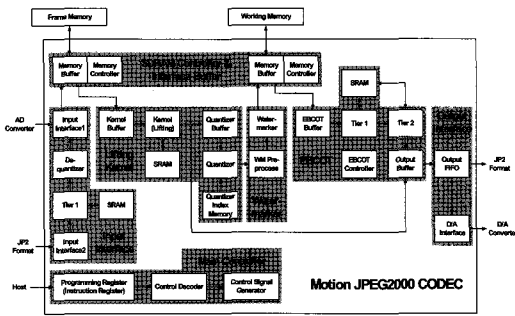 Frame Memory
Working Memory
Memory Buffer
Memory Controller
Memory Buffer
Memory Controller
SRAM
AD Converter
Input Interface1
Kernel Buffer
Kernel (Lifting)
Quantizer Buffer
Water-marker
EBCOT Buffer
Tier 1
Tier 2
De-quantizer
SRAM
Quantizer
WM Pre-process
EBCOT Controller
Output Buffer
Output FIFO
JP2 Format
Quantizer Index Memory
Tier 1
SRAM
D/A Interface
D/A Converter
JP2 Format
Input Interface2
Host
Programming Register (Instruction Register)
Control Decoder
Control Signal Generator
Motion JPEG2000 CODEC